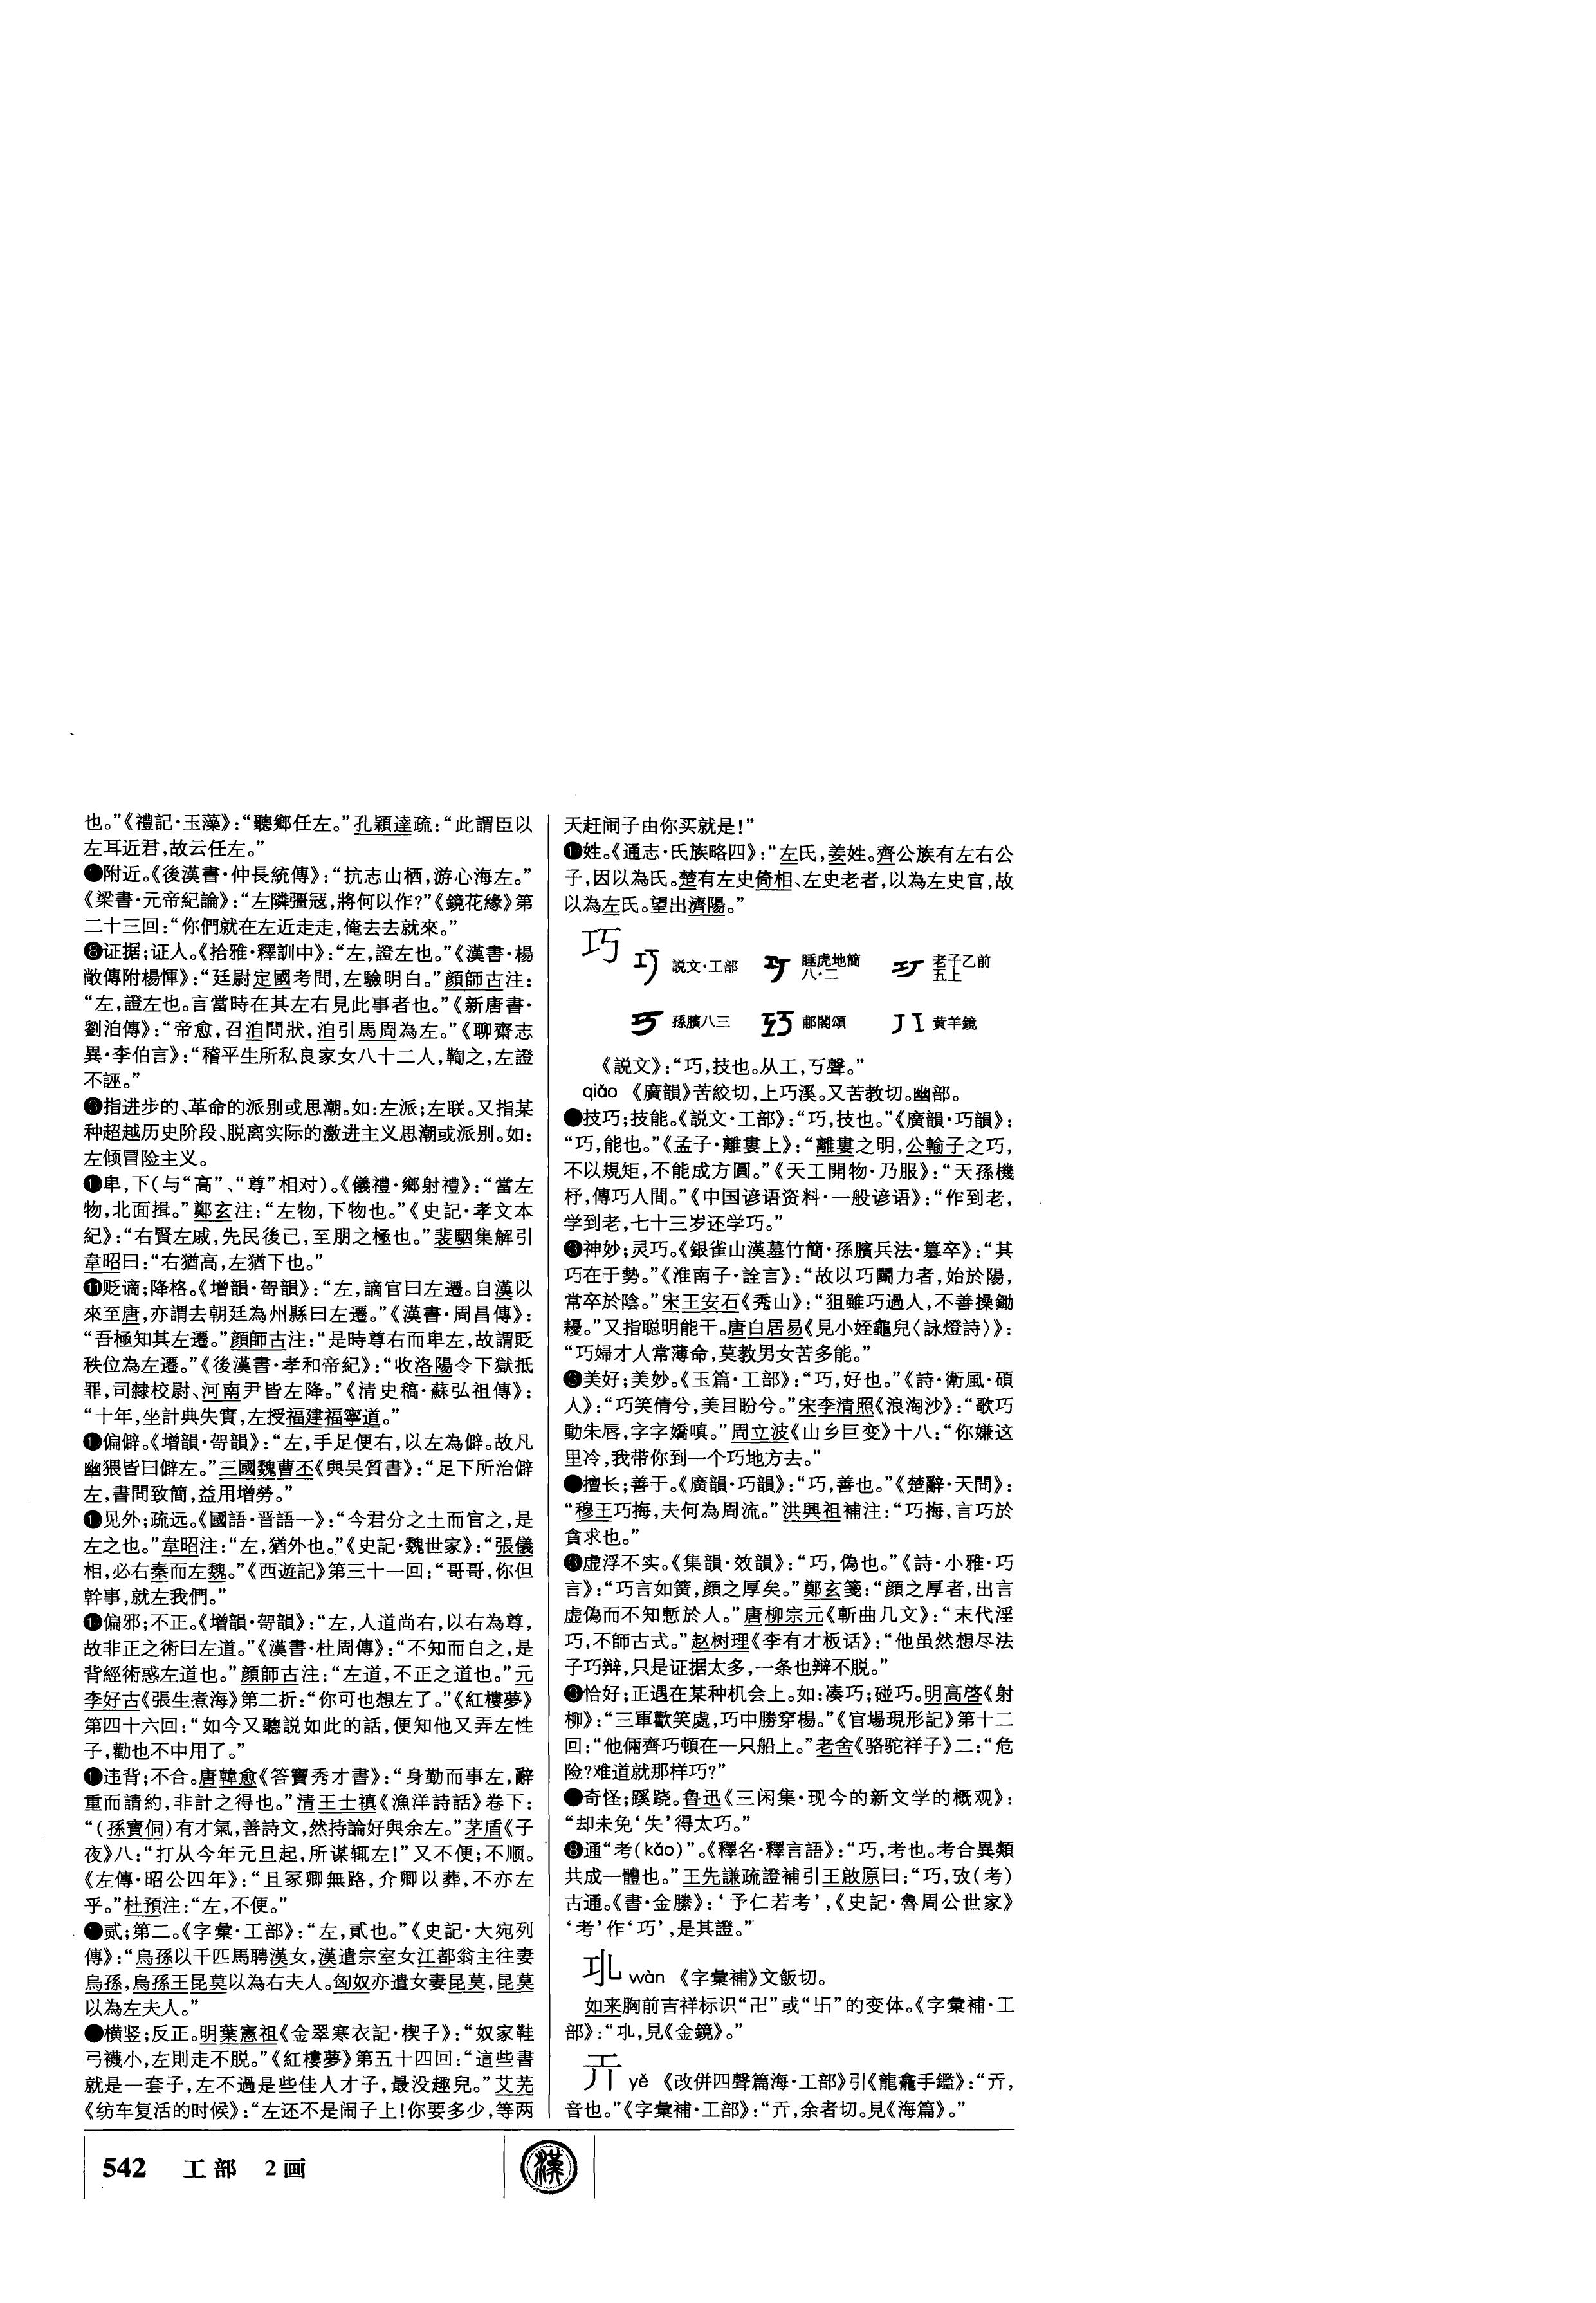 也。”《禮記·玉藻》：“聽鄉任左。”孔穎達疏：“此謂臣以
左耳近君，故云任左。”
附近。《後漢書·仲長統傳》：“抗志山栖，游心海左。”
《梁書·元帝紀論》：“左隣彊寇，將何以作？”《鏡花緣》第
二十三回：“你們就在左近走走，俺去去就來。”
❽证据；证人。《拾雅·釋訓中》：“左，證左也。”《漢書·楊
敞傳附楊惲》：“廷尉定國考問，左驗明白。”顔師古注：
“左，證左也。言當時在其左右見此事者也。”《新唐書·
劉洎傳》：“帝愈，召洎問狀，洎引馬周為左。”《聊齋志
異·李伯言》：“稽平生所私良家女八十二人，鞫之，左證
不誣。”
指进步的、革命的派别或思潮。如：左派；左联。又指某
种超越历史阶段、脱离实际的激进主义思潮或派别。如：
左倾冒险主义。
卑，下（与“高”、“尊”相对）。《儀禮·鄉射禮》：“當左
物，北面揖。”鄭玄注：“左物，下物也。”《史記·孝文本
紀》：“右賢左戚，先民後己，至朋之極也。”裴駰集解引
韋昭曰：“右猶高，左猶下也。”
⓫贬谪；降格。《增韻·哿韻》：“左，謫官曰左遷。自漢以
來至唐，亦謂去朝廷為州縣曰左遷。”《漢書·周昌傳》：
“吾極知其左遷。”顔師古注：“是時尊右而卑左，故謂貶
秩位為左遷。”《後漢書·孝和帝紀》：“收洛陽令下獄抵
罪，司隸校尉、河南尹皆左降。”《清史稿·蘇弘祖傳》：
“十年，坐計典失實，左授福建福寧道。”
偏僻。《增韻·哿韻》：“左，手足便右，以左為僻。故凡
幽猥皆曰僻左。”三國魏曹丕《與吴質書》：“足下所治僻
左，書問致簡，益用增勞。”
见外；疏远。《國語·晋語一》：“今君分之土而官之，是
左之也。”韋昭注：“左，猶外也。”《史記·魏世家》：“張儀
相，必右秦而左魏。”《西遊記》第三十一回：“哥哥，你但
幹事，就左我們。”
偏邪；不正。《增韻·哿韻》：“左，人道尚右，以右為尊，
故非正之術曰左道。”《漢書·杜周傳》：“不知而白之，是
背經術惑左道也。”顔師古注：“左道，不正之道也。”元
李好古《張生煮海》第二折：“你可也想左了。”《紅樓夢》
第四十六回：“如今又聽説如此的話，便知他又弄左性
子，勸也不中用了。”
违背；不合。唐韓愈《答竇秀才書》：“身勤而事左，辭
重而請約，非計之得也。”清王士禛《漁洋詩話》卷下：
“（孫寶侗）有才氣，善詩文，然持論好與余左。”茅盾《子
夜》八：“打从今年元旦起，所谋辄左！”又不便；不顺。
《左傳·昭公四年》：“且冢卿無路，介卿以葬，不亦左
乎。”杜預注：“左，不便。”
贰；第二。《字彙·工部》：“左，貳也。”《史記·大宛列
傳》：“烏孫以千匹馬聘漢女，漢遣宗室女江都翁主往妻
烏孫，烏孫王昆莫以為右夫人。匈奴亦遣女妻昆莫，昆莫
以為左夫人。”
横竖；反正。明葉憲祖《金翠寒衣記·楔子》：“奴家鞋
弓襪小，左則走不脱。”《紅樓夢》第五十四回：“這些書
就是一套子，左不過是些佳人才子，最没趣兒。”艾芜
《纺车复活的时候》：“左还不是闹子上！你要多少，等两
天赶闹子由你买就是！”
姓。《通志·氏族略四》：“左氏，姜姓。齊公族有左右公
子，因以為氏。楚有左史倚相、左史老者，以為左史官，故
以為左氏。望出濟陽。”
巧 説文·工部 睡虎地簡八·二 老子乙前五上
孫臏八三 郙閣頌 黄羊鏡
《説文》：“巧，技也。从工，丂聲。”
qiǎo 《廣韻》苦絞切，上巧溪。又苦教切。幽部。
技巧；技能。《説文·工部》：“巧，技也。”《廣韻·巧韻》：
“巧，能也。”《孟子·離婁上》：“離婁之明，公輸子之巧，
不以規矩，不能成方圓。”《天工開物·乃服》：“天孫機
杼，傳巧人間。”《中国谚语资料·一般谚语》：“作到老，
学到老，七十三岁还学巧。”
神妙；灵巧。《銀雀山漢墓竹簡·孫臏兵法·篡卒》：“其
巧在于勢。”《淮南子·詮言》：“故以巧鬭力者，始於陽，
常卒於陰。”宋王安石《秃山》：“狙雖巧過人，不善操鋤
耰。”又指聪明能干。唐白居易《見小姪龜兒〈詠燈詩〉》：
“巧婦才人常薄命，莫教男女苦多能。”
美好；美妙。《玉篇·工部》：“巧，好也。”《詩·衛風·碩
人》：“巧笑倩兮，美目盼兮。”宋李清照《浪淘沙》：“歌巧
動朱唇，字字嬌嗔。”周立波《山乡巨变》十八：“你嫌这
里冷，我带你到一个巧地方去。”
擅长；善于。《廣韻·巧韻》：“巧，善也。”《楚辭·天問》：
“穆王巧挴，夫何為周流。”洪興祖補注：“巧挴，言巧於
貪求也。”
虚浮不实。《集韻·效韻》：“巧，偽也。”《詩·小雅·巧
言》：“巧言如簧，顔之厚矣。”鄭玄箋：“顔之厚者，出言
虚偽而不知慙於人。”唐柳宗元《斬曲几文》：“末代淫
巧，不師古式。”赵树理《李有才板话》：“他虽然想尽法
子巧辩，只是证据太多，一条也辩不脱。”
恰好；正遇在某种机会上。如：凑巧；碰巧。明高啓《射
柳》：“三軍歡笑處，巧中勝穿楊。”《官場現形記》第十二
回：“他倆齊巧頓在一只船上。”老舍《骆驼祥子》二：“危
险？难道就那样巧？”
奇怪；蹊跷。鲁迅《三闲集·现今的新文学的概观》：
“却未免‘失’得太巧。”
❽通“考（kǎo）”。《釋名·釋言語》：“巧，考也。考合異類
共成一體也。”王先謙疏證補引王啟原曰：“巧，攷（考）
古通。《書·金縢》：‘予仁若考’，《史記·魯周公世家》
‘考’作‘巧’，是其證。”
wàn 《字彙補》文飯切。
如来胸前吉祥标识“卍”或“卐”的变体。《字彙補·工
部》：“，見《金鏡》。”
yě 《改併四聲篇海·工部》引《龍龕手鑑》：“，
音也。”《字彙補·工部》：“，余者切。見《海篇》。”
542 工部 2画 漢